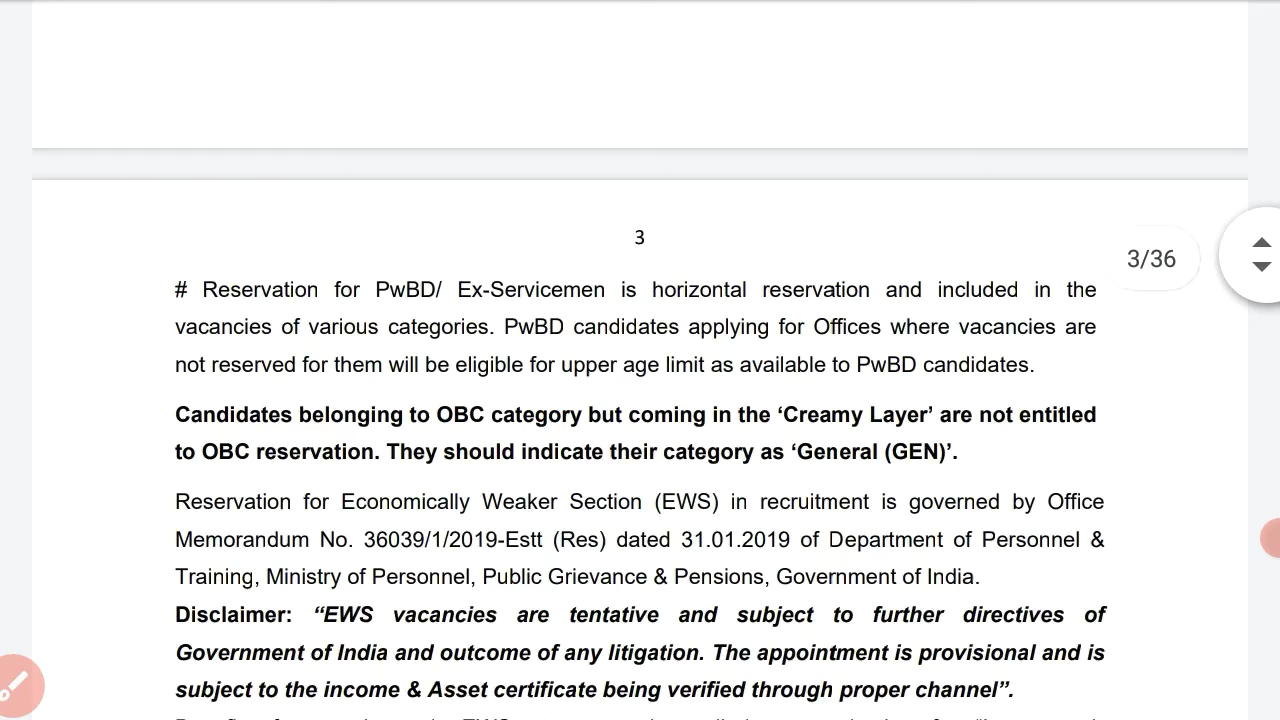 3
3/36
# Reservation for PwBD/ Ex-Servicemen is horizontal reservation and included in the
vacancies of various categories. PwBD candidates applying for Offices where vacancies are
not reserved for them will be eligible for upper age limit as available to PwBD candidates.
Candidates belonging to OBC category but coming in the ‘Creamy Layer’ are not entitled
to OBC reservation. They should indicate their category as ‘General (GEN)’.
Reservation for Economically Weaker Section (EWS) in recruitment is governed by Office
Memorandum No. 36039/1/2019-Estt (Res) dated 31.01.2019 of Department of Personnel &
Training, Ministry of Personnel, Public Grievance & Pensions, Government of India.
Disclaimer: “EWS vacancies are tentative and subject to further directives of
Government of India and outcome of any litigation. The appointment is provisional and is
subject to the income & Asset certificate being verified through proper channel”.